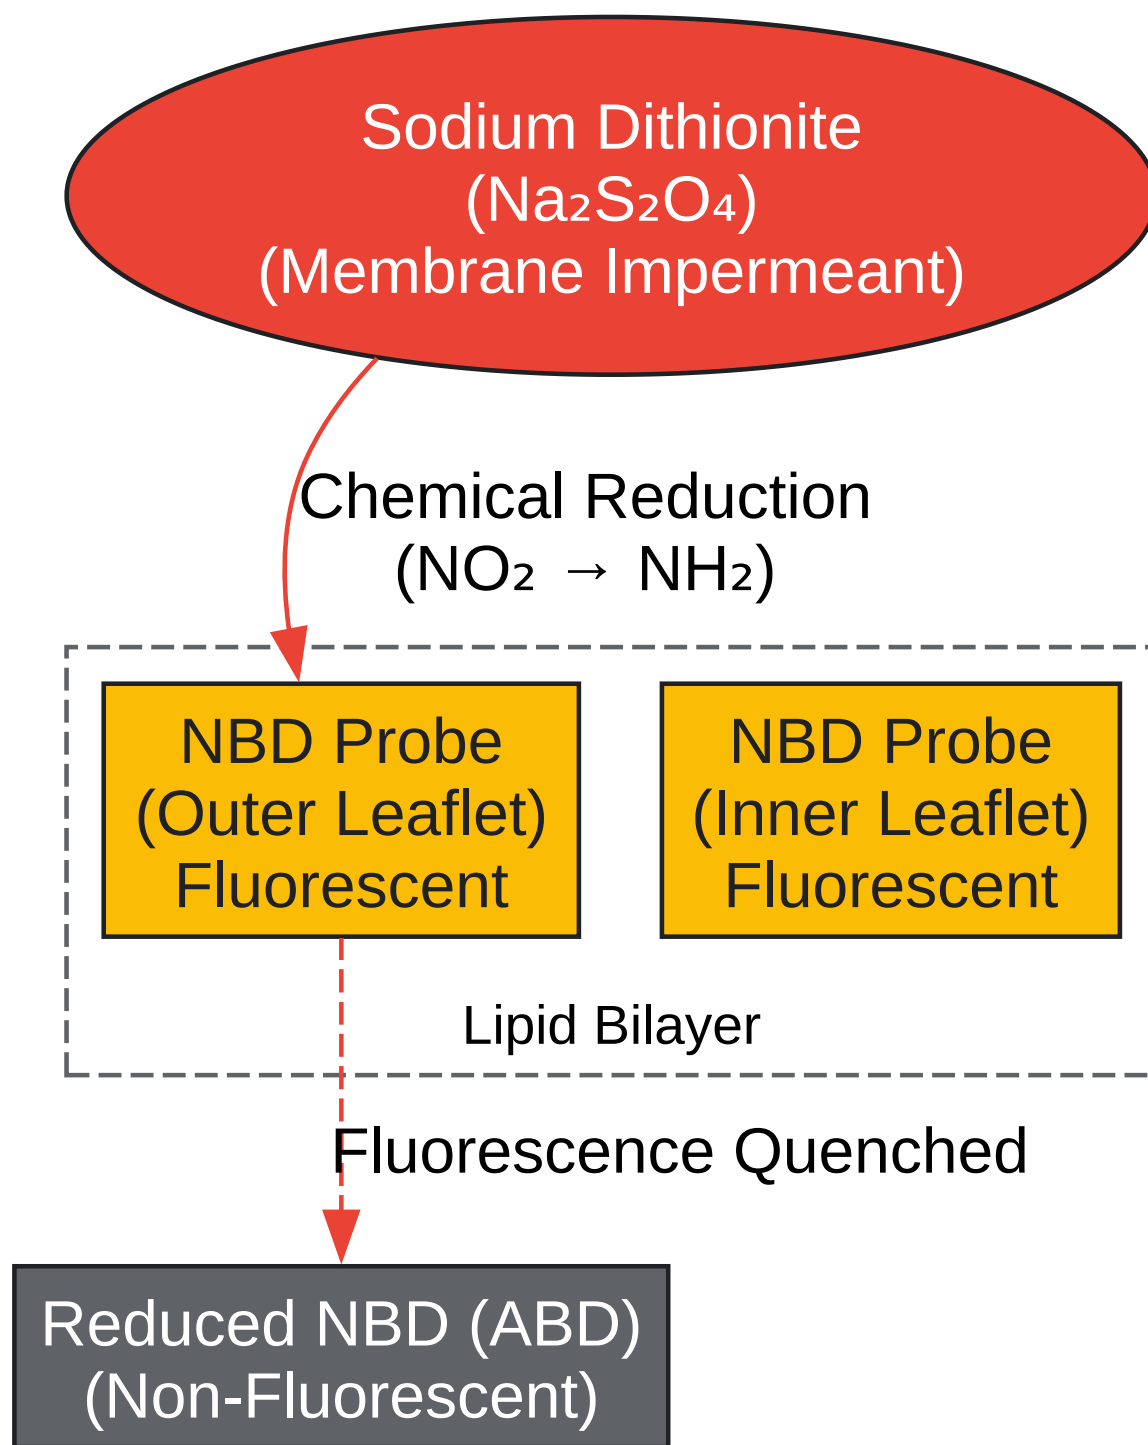 Sodium Dithionite
(Na₂S₂O₄)
(Membrane Impermeant)
Chemical Reduction
(NO₂ → NH₂)
NBD Probe
(Outer Leaflet)
Fluorescent
NBD Probe
(Inner Leaflet)
Fluorescent
Lipid Bilayer
Fluorescence Quenched
Reduced NBD (ABD)
(Non-Fluorescent)